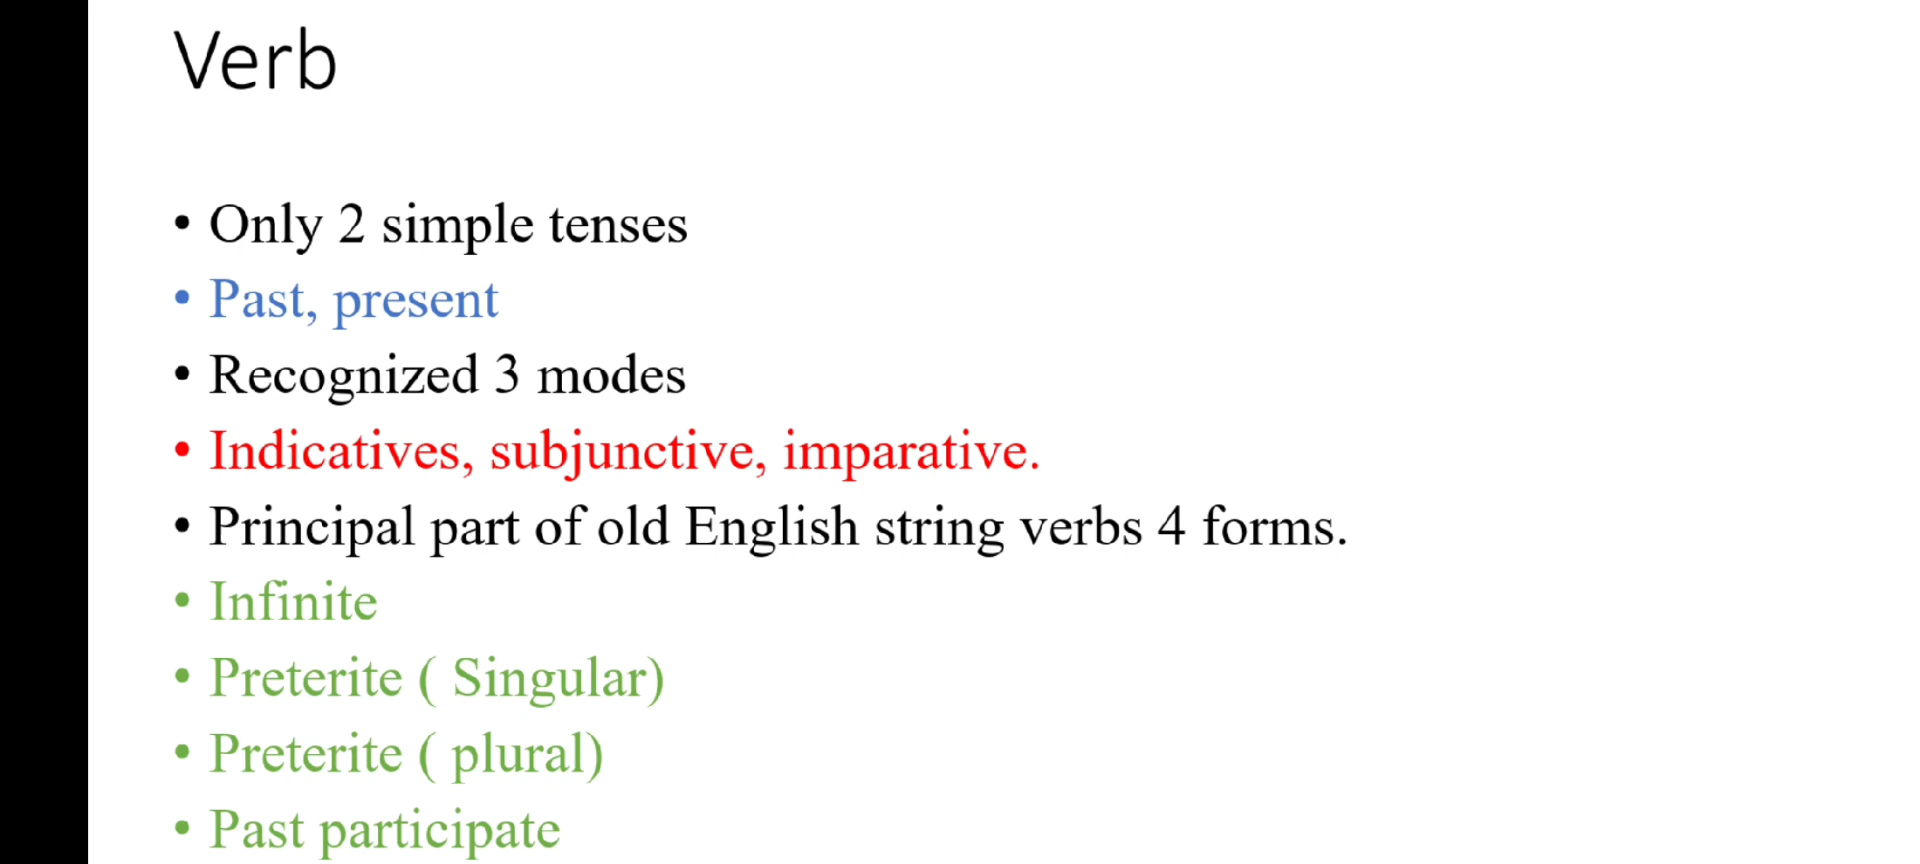 Verb
• Only 2 simple tenses
• Past, present
• Recognized 3 modes
• Indicatives, subjunctive, imparative.
• Principal part of old English string verbs 4 forms.
• Infinite
• Preterite ( Singular)
• Preterite ( plural)
• Past participate